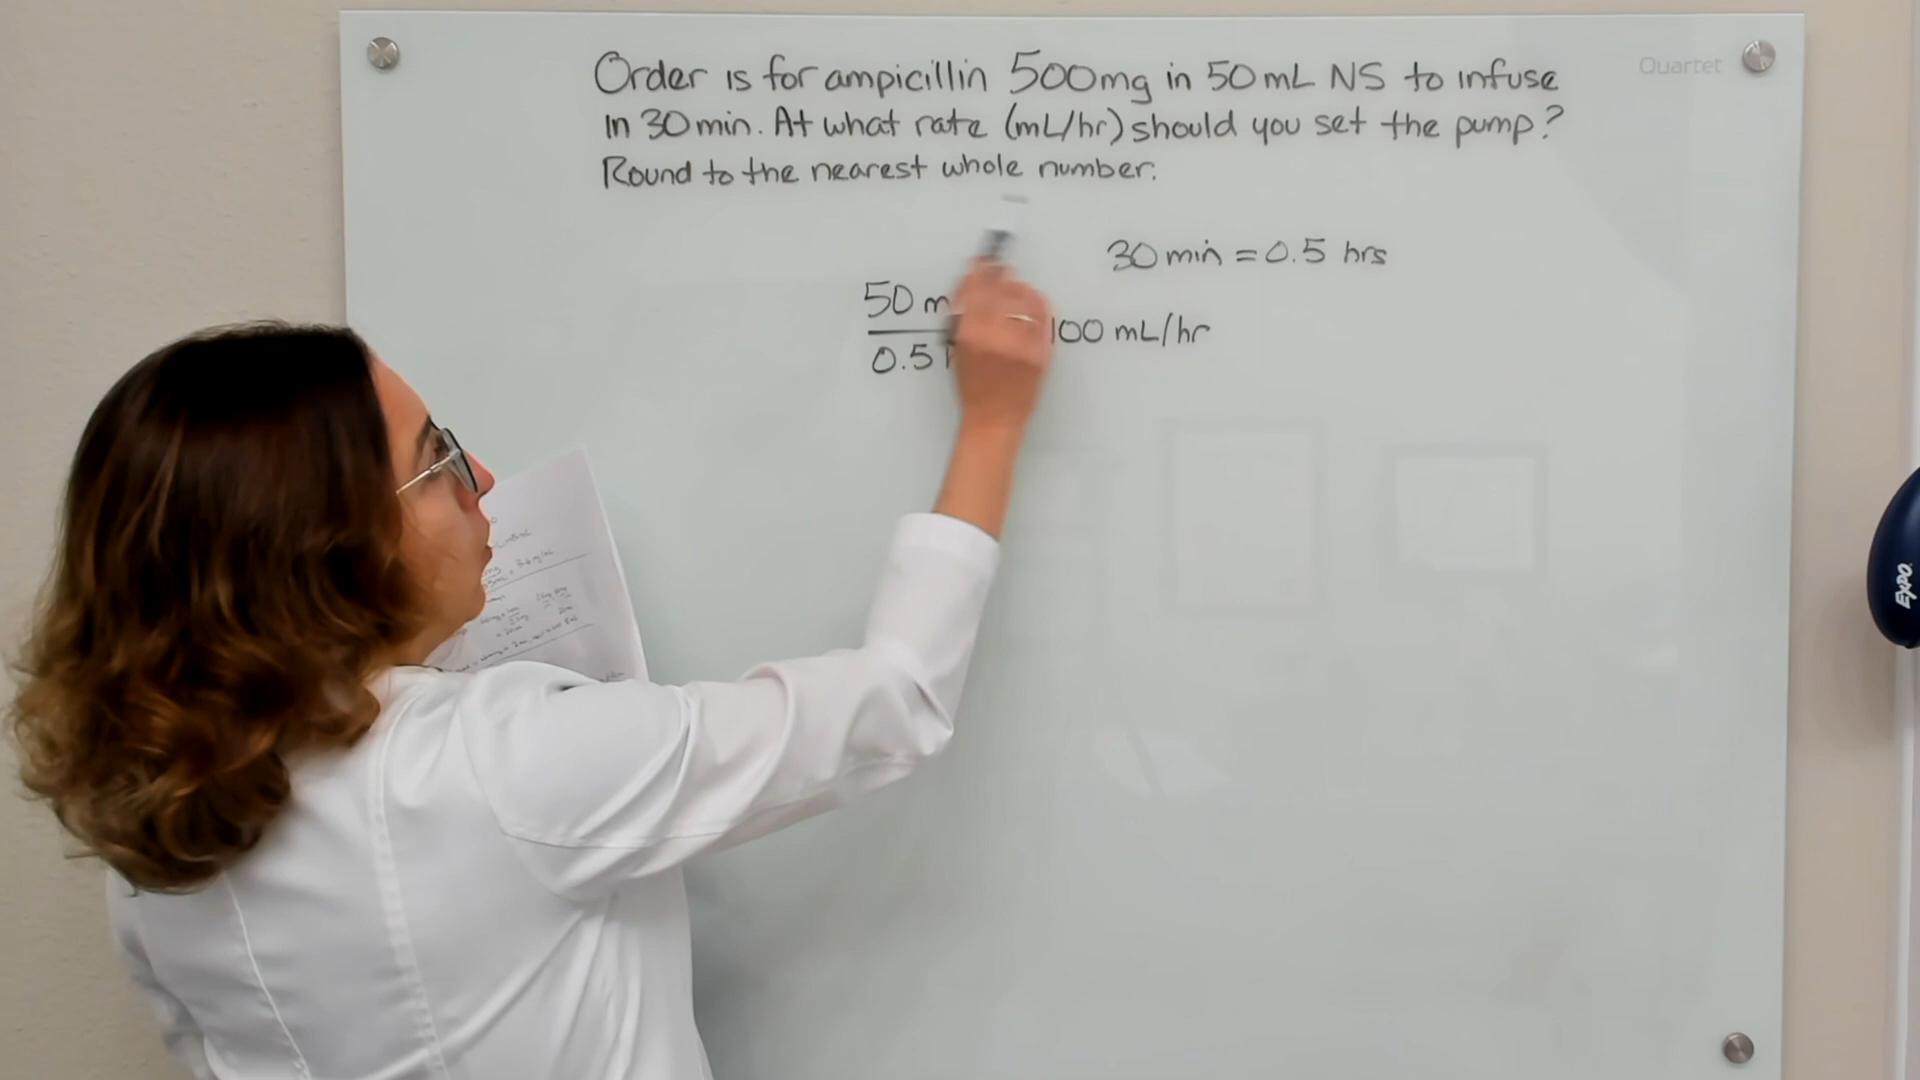 Order is for ampicillin 500mg in 50mL NS to infuse
in 30min. At what rate (mL/hr) should you set the pump?
Round to the nearest whole number.
Quartet
30 min = 0.5 hrs
50 m
0.5
100 mL/hr
EXPO